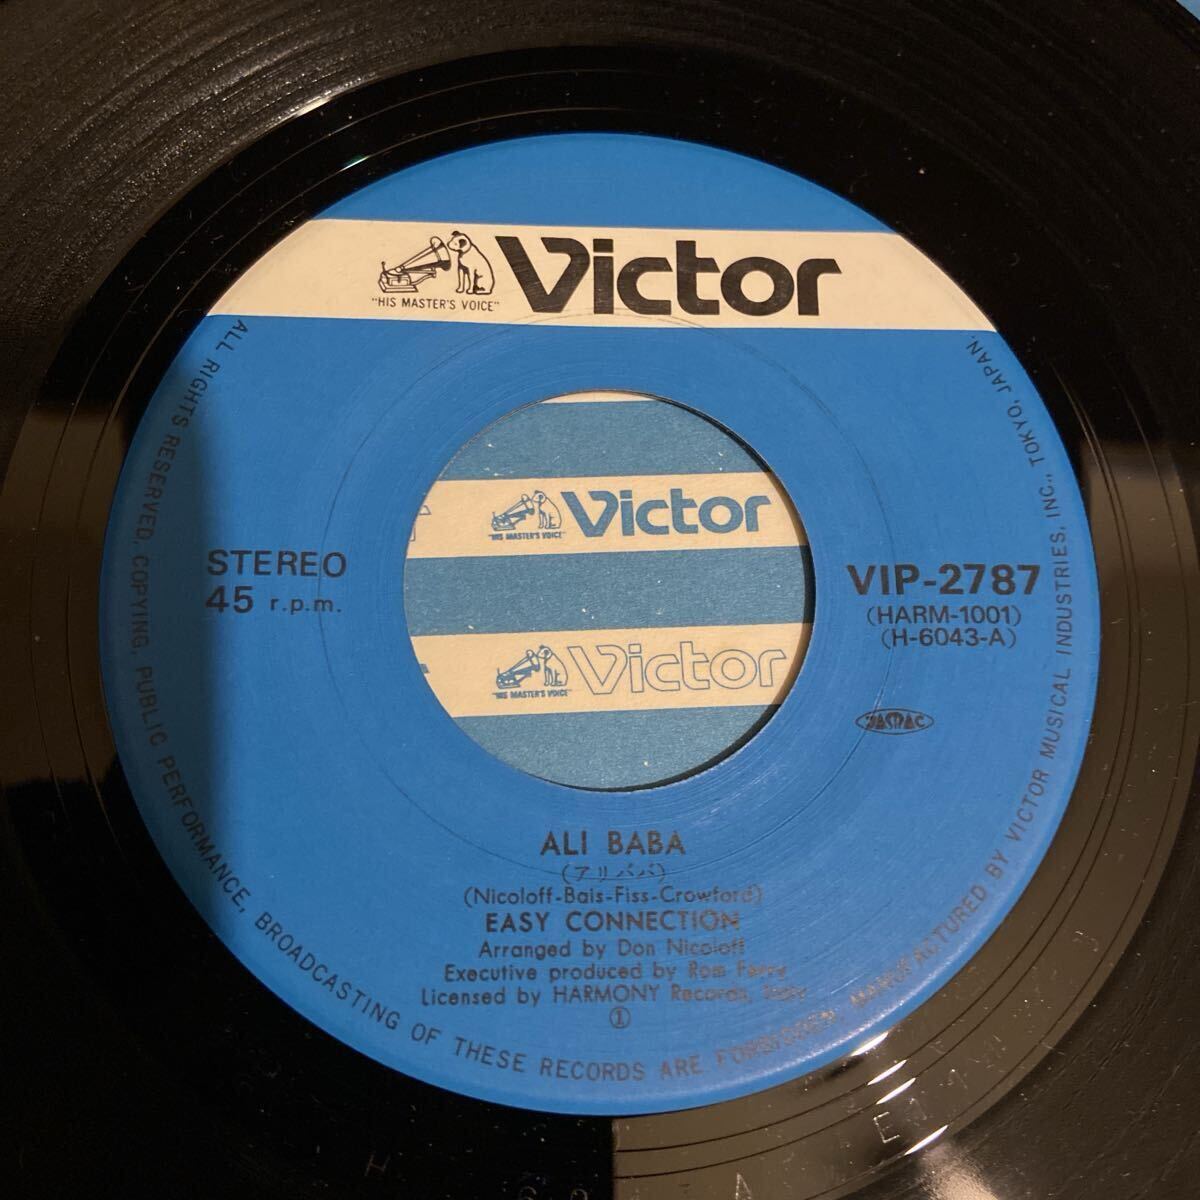 "HIS MASTER'S VOICE"
Victor
STEREO
45 r.p.m.
"HIS MASTER'S VOICE"
Victor
"HIS MASTER'S VOICE"
Victor
VIP-2787
(HARM-1001)
(H-6043-A)
JASRAC
ALI BABA
(アリババ)
(Nicoloff-Bais-Fiss-Crowford)
EASY CONNECTION
Arranged by Don Nicoloff
Executive produced by Rom Ferry
Licensed by HARMONY Records, Italy
①
ALL RIGHTS RESERVED, COPYING, PUBLIC PERFORMANCE, BROADCASTING OF THESE RECORDS ARE FORBIDDEN, MANUFACTURED BY VICTOR MUSICAL INDUSTRIES, INC., TOKYO, JAPAN.